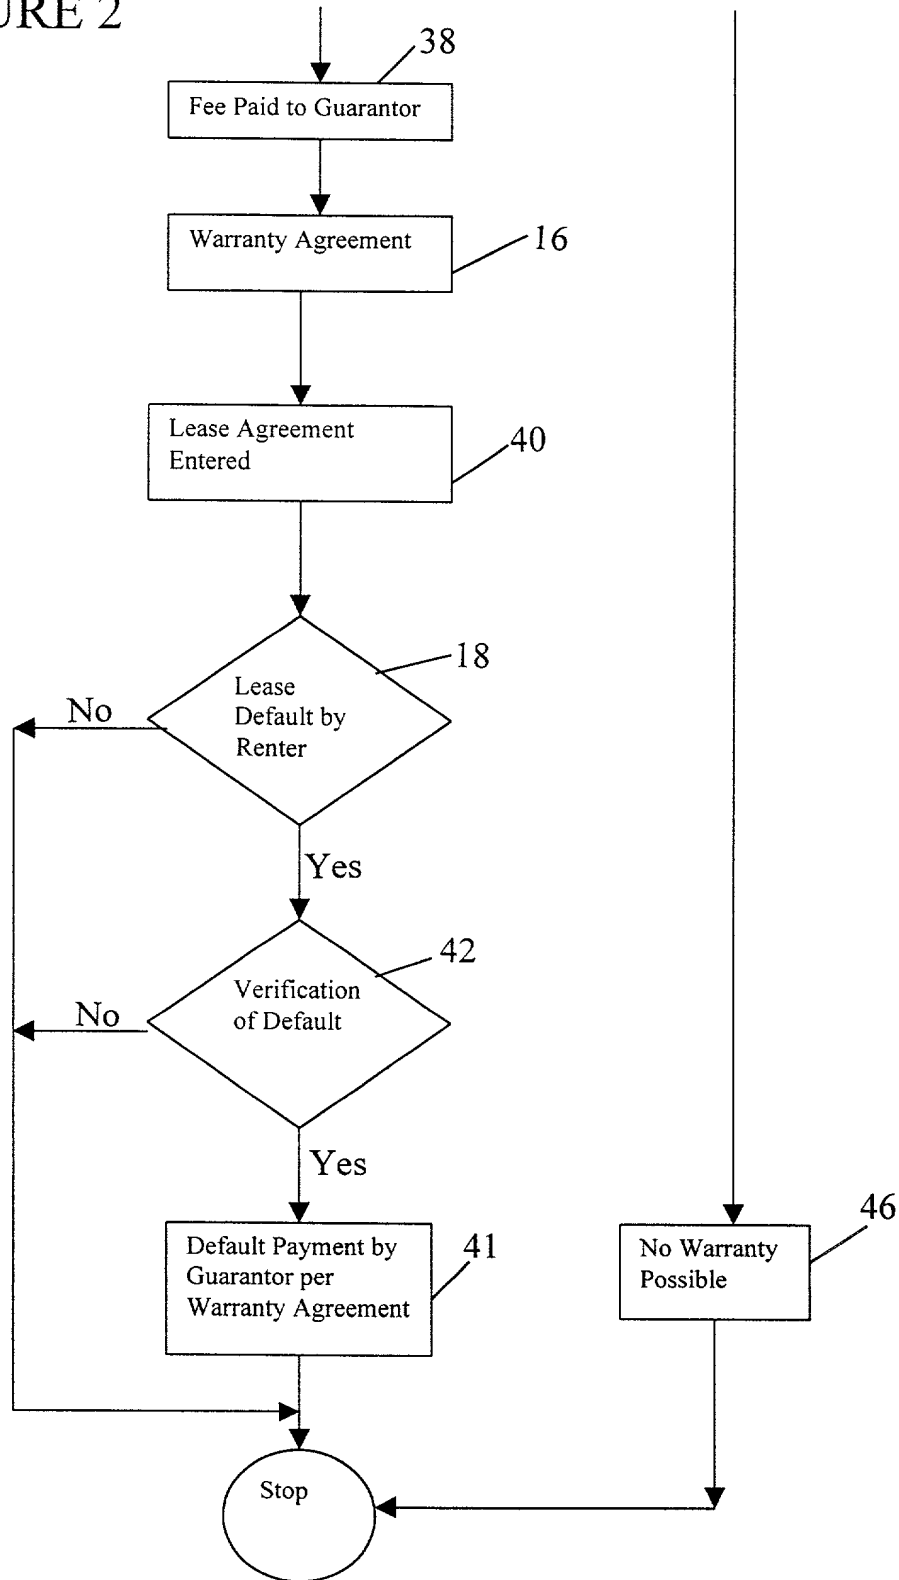 URE 2
38
Fee Paid to Guarantor
Warranty Agreement
16
Lease Agreement
Entered
40
18
Lease
Default by
Renter
No
Yes
42
Verification
of Default
No
Yes
Default Payment by
Guarantor per
Warranty Agreement
41
46
No Warranty
Possible
Stop